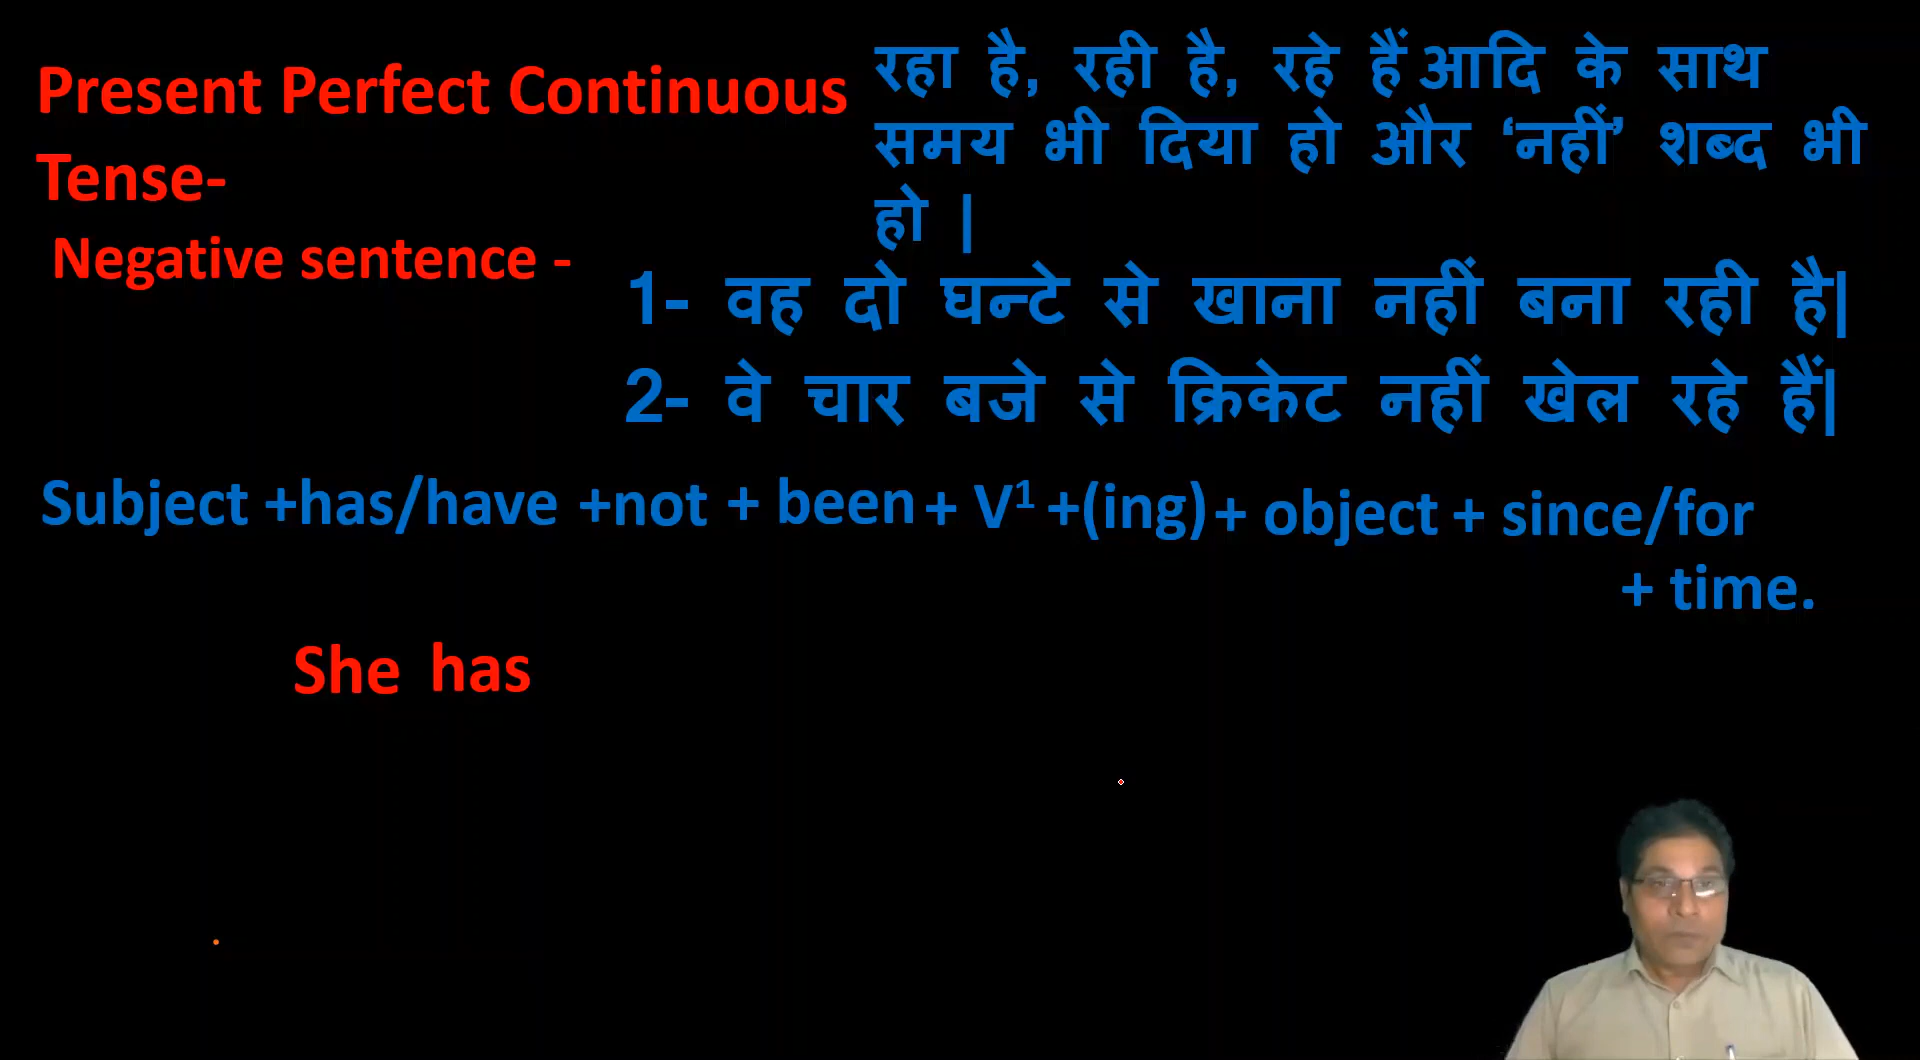 Present Perfect Continuous
Tense-
Negative sentence -
रहा है, रही है, रहे हैं आदि के साथ
समय भी दिया हो और ‘नहीं’ शब्द भी
हो |
1- वह दो घन्टे से खाना नहीं बना रही है|
2- वे चार बजे से क्रिकेट नहीं खेल रहे हैं|
Subject +has/have +not + been + V¹ +(ing) + object + since/for
+ time.
She has